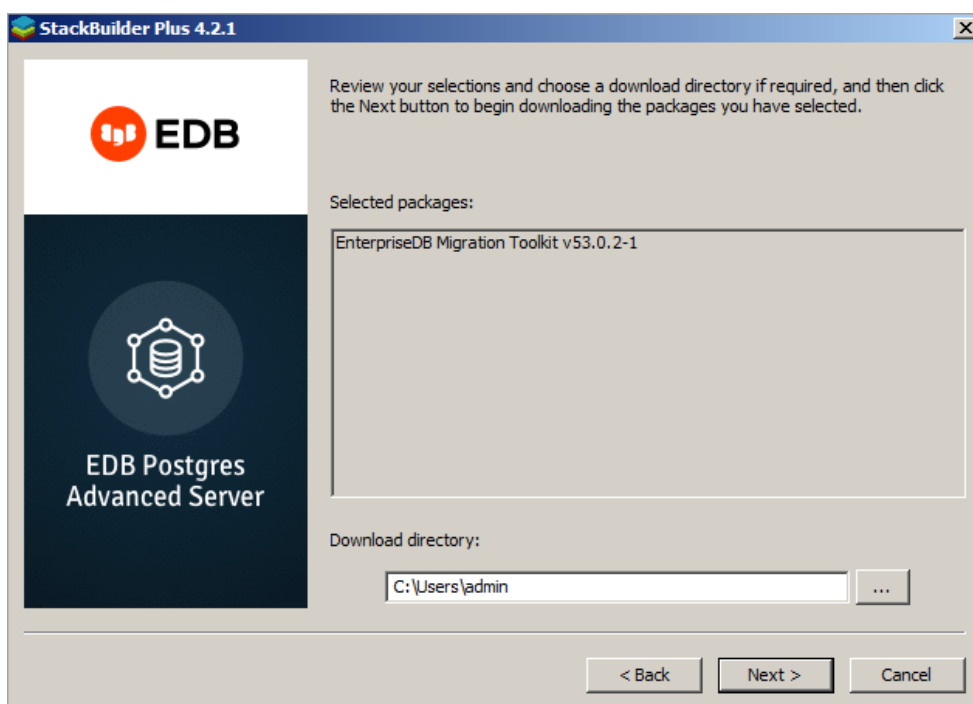 StackBuilder Plus 4.2.1
EDB
EDB Postgres
Advanced Server
Review your selections and choose a download directory if required, and then click
the Next button to begin downloading the packages you have selected.
Selected packages:
EnterpriseDB Migration Toolkit v53.0.2-1
Download directory:
C:\Users\admin
...
< Back
Next >
Cancel